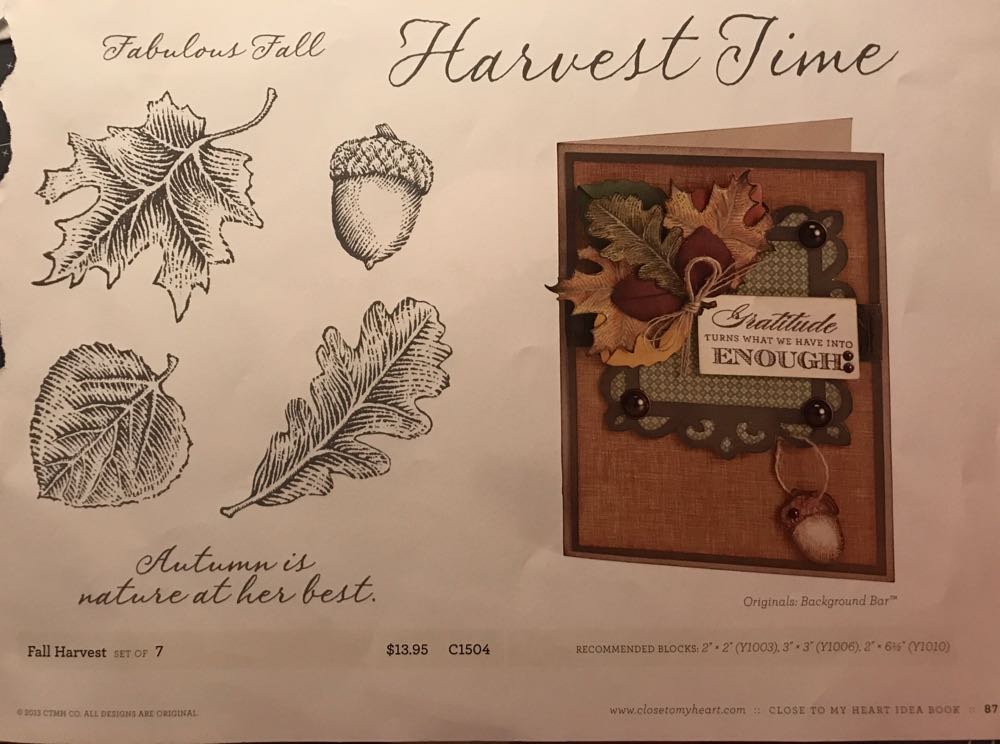 Fabulous Fall
Harvest Time
Gratitude
TURNS WHAT WE HAVE INTO
ENOUGH
Autumn is
nature at her best.
Originals: Background Bar™
Fall Harvest SET OF 7 $13.95 C1504
RECOMMENDED BLOCKS: 2" × 2" (Y1003), 3" × 3" (Y1006), 2" × 6½" (Y1010)
© 2013 CTMH CO. ALL DESIGNS ARE ORIGINAL.
www.closetomyheart.com :: CLOSE TO MY HEART IDEA BOOK :: 87